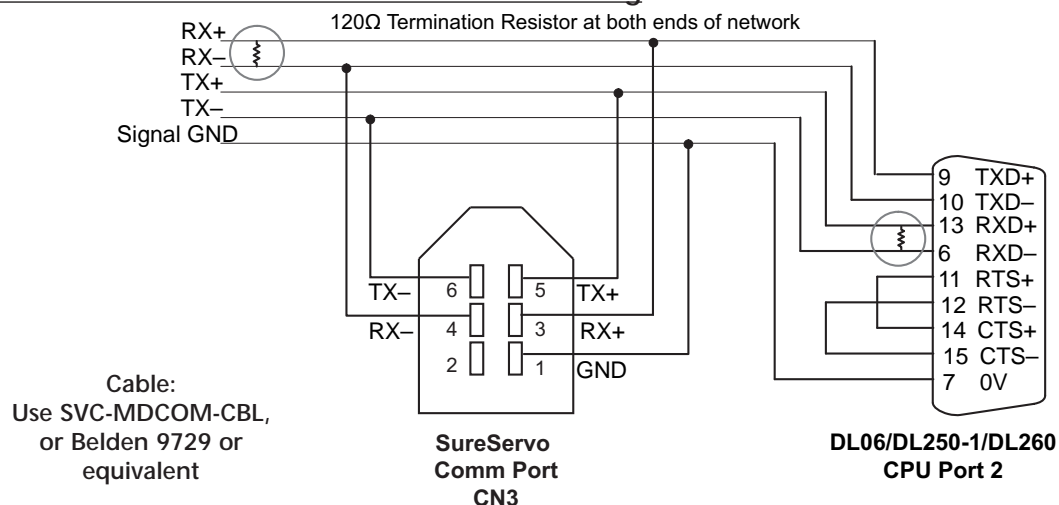 120Ω Termination Resistor at both ends of network
RX+
RX–
TX+
TX–
Signal GND
9 TXD+
10 TXD–
13 RXD+
6 RXD–
11 RTS+
12 RTS–
14 CTS+
15 CTS–
7 0V
TX– 6 5 TX+
RX– 4 3 RX+
2 1 GND
Cable:
Use SVC-MDCOM-CBL,
or Belden 9729 or
equivalent
SureServo
Comm Port
CN3
DL06/DL250-1/DL260
CPU Port 2